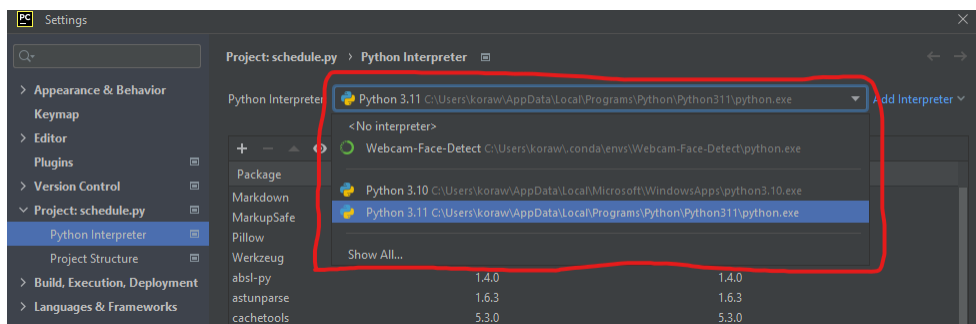 PC Settings
Project: schedule.py > Python Interpreter
Appearance & Behavior
Keymap
Editor
Plugins
Version Control
Project: schedule.py
Python Interpreter
Project Structure
Build, Execution, Deployment
Languages & Frameworks
Python Interpreter Python 3.11 C:\Users\koraw\AppData\Local\Programs\Python\Python311\python.exe Add Interpreter
<No interpreter>
Webcam-Face-Detect C:\Users\koraw\.conda\envs\Webcam-Face-Detect\python.exe
Python 3.10 C:\Users\koraw\AppData\Local\Microsoft\WindowsApps\python3.10.exe
Python 3.11 C:\Users\koraw\AppData\Local\Programs\Python\Python311\python.exe
Show All...
Package
Markdown
MarkupSafe
Pillow
Werkzeug
absl-py 1.4.0 1.4.0
astunparse 1.6.3 1.6.3
cachetools 5.3.0 5.3.0